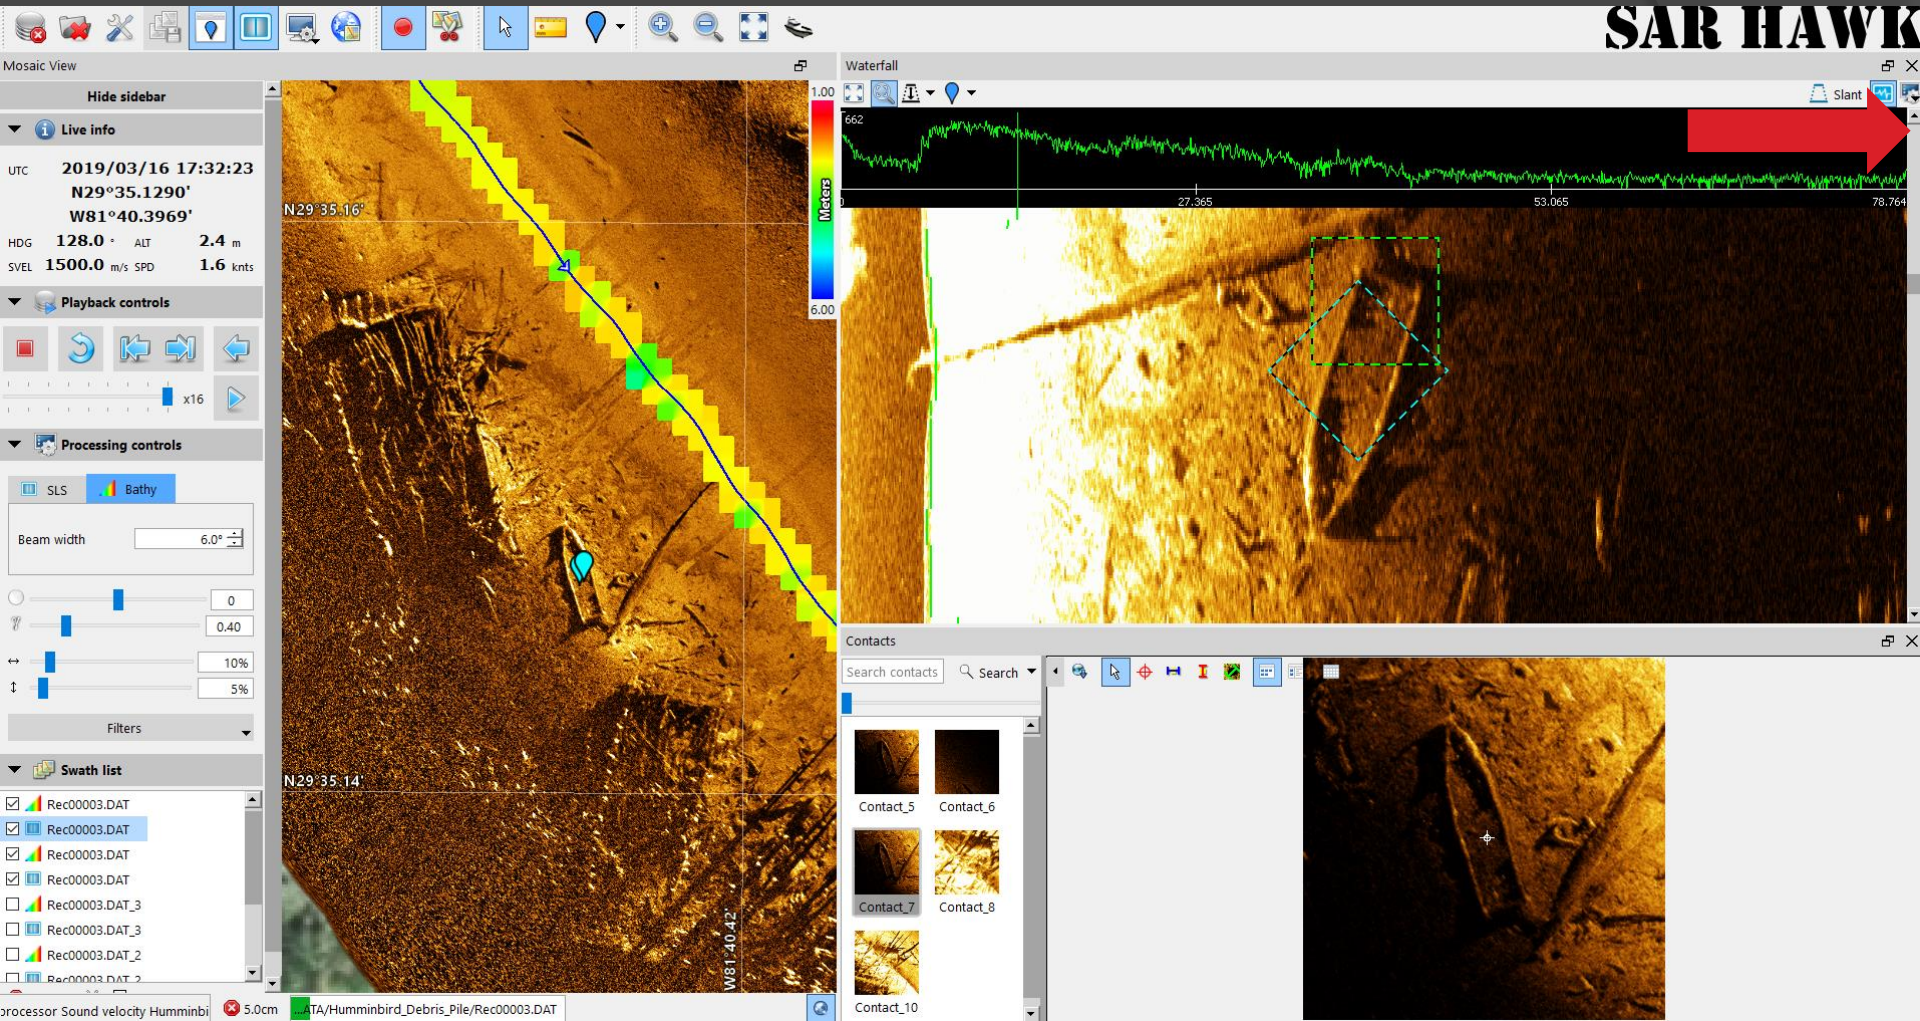 SAR HAWK
Mosaic View
Hide sidebar
Live info
UTC 2019/03/16 17:32:23
N29°35.1290'
W81°40.3969'
HDG 128.0 ° ALT 2.4 m
SVEL 1500.0 m/s SPD 1.6 knts
Playback controls
x16
Processing controls
SLS Bathy
Beam width 6.0°
0
0.40
10%
5%
Filters
Swath list
Rec00003.DAT
Rec00003.DAT
Rec00003.DAT
Rec00003.DAT
Rec00003.DAT_3
Rec00003.DAT_3
Rec00003.DAT_2
Rec00003.DAT_2
processor Sound velocity Humminbi
5.0cm
...ATA/Humminbird_Debris_Pile/Rec00003.DAT
N29°35.16'
N29°35.14'
W81°40.42'
1.00
Meters
6.00
Waterfall
Slant
662
27.365
53.065
78.764
Contacts
Search contacts
Search
Contact_5
Contact_6
Contact_7
Contact_8
Contact_10